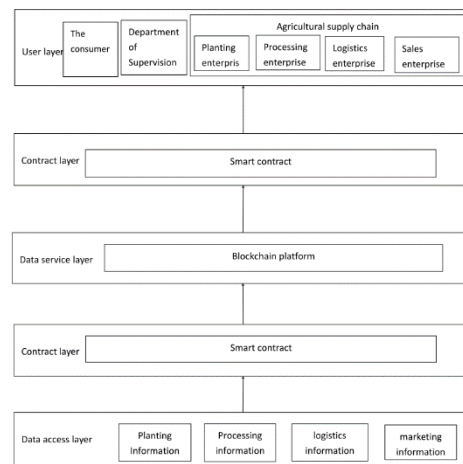 Agricultural supply chain
User layer
The
consumer
Department
of
Supervision
Planting
enterpris
Processing
enterprise
Logistics
enterprise
Sales
enterprise
Contract layer
Smart contract
Data service layer
Blockchain platform
Contract layer
Smart contract
Data access layer
Planting
Information
Processing
information
logistics
information
marketing
information